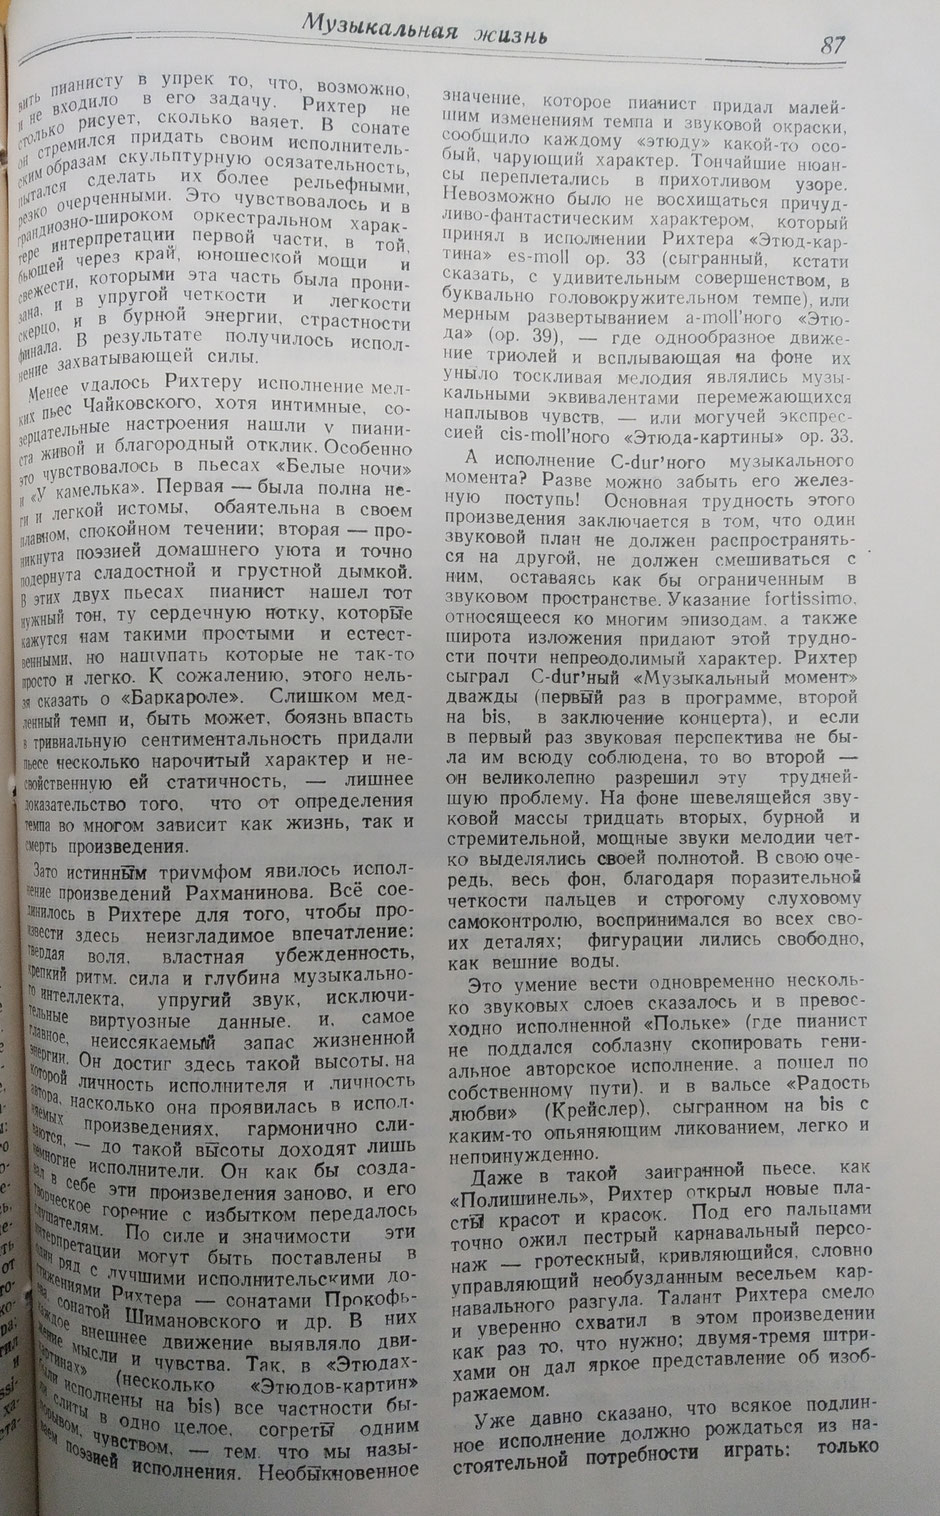 Музыкальная жизнь
87
вить пианисту в упрек то, что, возможно,
и не входило в его задачу. Рихтер не
столько рисует, сколько ваяет. В сонате
он стремился придать своим исполнитель-
ским образам скульптурную осязательность,
пытался сделать их более рельефными,
резко очерченными. Это чувствовалось и в
грандиозно-широком оркестральном харак-
тере интерпретации первой части, в той,
бьющей через край, юношеской мощи и
свежести, которыми эта часть была прони-
зана, и в упругой четкости и легкости
скерцо, и в бурной энергии, страстности
финала. В результате получилось испол-
нение захватывающей силы.
Менее удалось Рихтеру исполнение мел-
ких пьес Чайковского, хотя интимные, со-
зерцательные настроения нашли у пиани-
ста живой и благородный отклик. Особенно
это чувствовалось в пьесах «Белые ночи»
и «У камелька». Первая — была полна не-
ги и легкой истомы, обаятельна в своем
плавном, спокойном течении; вторая — про-
никнута поэзией домашнего уюта и точно
подернута сладостной и грустной дымкой.
В этих двух пьесах пианист нашел тот
нужный тон, ту сердечную нотку, которые
кажутся нам такими простыми и естест-
венными, но нащупать которые не так-то
просто и легко. К сожалению, этого нель-
зя сказать о «Баркароле». Слишком мед-
ленный темп и, быть может, боязнь впасть
в тривиальную сентиментальность придали
пьесе несколько нарочитый характер и не-
свойственную ей статичность, — лишнее
доказательство того, что от определения
темпа во многом зависит как жизнь, так и
смерть произведения.
Зато истинным триумфом явилось испол-
нение произведений Рахманинова. Всё сое-
динилось в Рихтере для того, чтобы про-
извести здесь неизгладимое впечатление:
твердая воля, властная убежденность,
крепкий ритм, сила и глубина музыкально-
го интеллекта, упругий звук, исключи-
тельные виртуозные данные, и, самое
главное, неиссякаемый запас жизненной
энергии. Он достиг здесь такой высоты, на
которой личность исполнителя и личность
автора, насколько она проявилась в испол-
няемых произведениях, гармонично сли-
ваются, — до такой высоты доходят лишь
немногие исполнители. Он как бы созда-
вал в себе эти произведения заново, и его
творческое горение с избытком передалось
слушателям. По силе и значимости эти
интерпретации могут быть поставлены в
один ряд с лучшими исполнительскими до-
стижениями Рихтера — сонатами Прокофь-
ева, сонатой Шимановского и др. В них
каждое внешнее движение выявляло дви-
жение мысли и чувства. Так, в «Этюдах-
картинах» (несколько «Этюдов-картин»
были исполнены на bis) все частности бы-
ли слиты в одно целое, согреты одним
порывом, чувством, — тем, что мы назы-
ваем поэзией исполнения. Необыкновенное
значение, которое пианист придал малей-
шим изменениям темпа и звуковой окраски,
сообщило каждому «этюду» какой-то осо-
бый, чарующий характер. Тончайшие нюан-
сы переплетались в прихотливом узоре.
Невозможно было не восхищаться причуд-
ливо-фантастическим характером, который
принял в исполнении Рихтера «Этюд-кар-
тина» es-moll op. 33 (сыгранный, кстати
сказать, с удивительным совершенством, в
буквально головокружительном темпе), или
мерным развертыванием a-moll'ного «Этю-
да» (op. 39), — где однообразное движе-
ние триолей и всплывающая на фоне их
уныло тоскливая мелодия являлись музы-
кальными эквивалентами перемежающихся
наплывов чувств, — или могучей экспрес-
сией cis-moll'ного «Этюда-картины» op. 33.
А исполнение C-dur'ного музыкального
момента? Разве можно забыть его желез-
ную поступь! Основная трудность этого
произведения заключается в том, что один
звуковой план не должен распространять-
ся на другой, не должен смешиваться с
ним, оставаясь как бы ограниченным в
звуковом пространстве. Указание fortissimo,
относящееся ко многим эпизодам, а также
широта изложения придают этой трудно-
сти почти непреодолимый характер. Рихтер
сыграл C-dur'ный «Музыкальный момент»
дважды (первый раз в программе, второй
на bis, в заключение концерта), и если
в первый раз звуковая перспектива не бы-
ла им всюду соблюдена, то во второй —
он великолепно разрешил эту трудней-
шую проблему. На фоне шевелящейся зву-
ковой массы тридцать вторых, бурной и
стремительной, мощные звуки мелодии чет-
ко выделялись своей полнотой. В свою оче-
редь, весь фон, благодаря поразительной
четкости пальцев и строгому слуховому
самоконтролю, воспринимался во всех сво-
их деталях; фигурации лились свободно,
как вешние воды.
Это умение вести одновременно несколь-
ко звуковых слоев сказалось и в превос-
ходно исполненной «Польке» (где пианист
не поддался соблазну скопировать гени-
альное авторское исполнение, а пошел по
собственному пути), и в вальсе «Радость
любви» (Крейслер), сыгранном на bis с
каким-то опьяняющим ликованием, легко и
непринужденно.
Даже в такой заигранной пьесе, как
«Полишинель», Рихтер открыл новые пла-
сты красот и красок. Под его пальцами
точно ожил пестрый карнавальный персо-
наж — гротескный, кривляющийся, словно
управляющий необузданным весельем кар-
навального разгула. Талант Рихтера смело
и уверенно схватил в этом произведении
как раз то, что нужно; двумя-тремя штри-
хами он дал яркое представление об изоб-
ражаемом.
Уже давно сказано, что всякое подлин-
ное исполнение должно рождаться из на-
стоятельной потребности играть: только